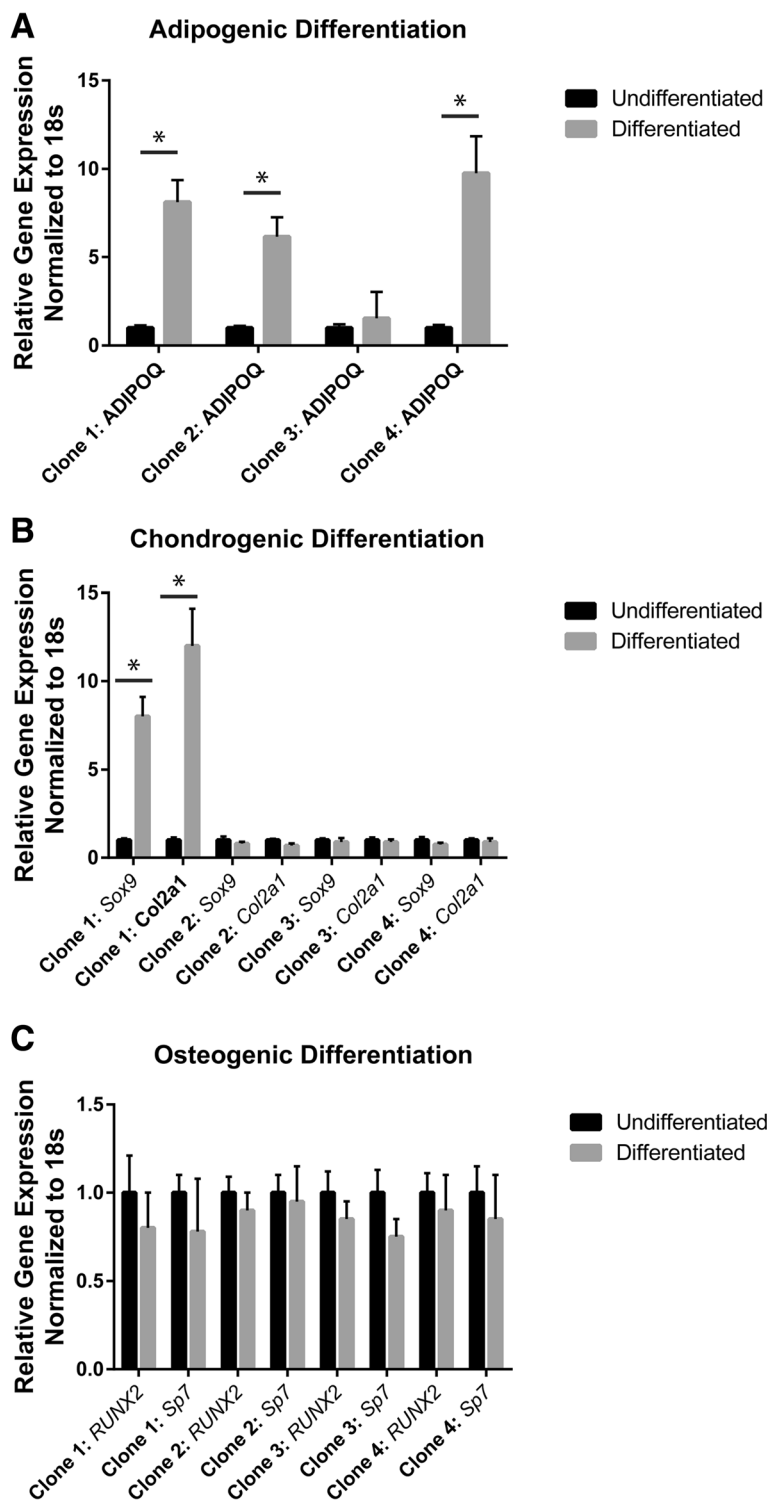 A
Adipogenic Differentiation
Relative Gene Expression
Normalized to 18s
15
10
5
0
*
*
*
Undifferentiated
Differentiated
Clone 1: ADIPOQ
Clone 2: ADIPOQ
Clone 3: ADIPOQ
Clone 4: ADIPOQ
B
Chondrogenic Differentiation
Relative Gene Expression
Normalized to 18s
15
10
5
0
*
*
Undifferentiated
Differentiated
Clone 1: Sox9
Clone 1: Col2a1
Clone 2: Sox9
Clone 2: Col2a1
Clone 3: Sox9
Clone 3: Col2a1
Clone 4: Sox9
Clone 4: Col2a1
C
Osteogenic Differentiation
Relative Gene Expression
Normalized to 18s
1.5
1.0
0.5
0.0
Undifferentiated
Differentiated
Clone 1: RUNX2
Clone 1: Sp7
Clone 2: RUNX2
Clone 2: Sp7
Clone 3: RUNX2
Clone 3: Sp7
Clone 4: RUNX2
Clone 4: Sp7